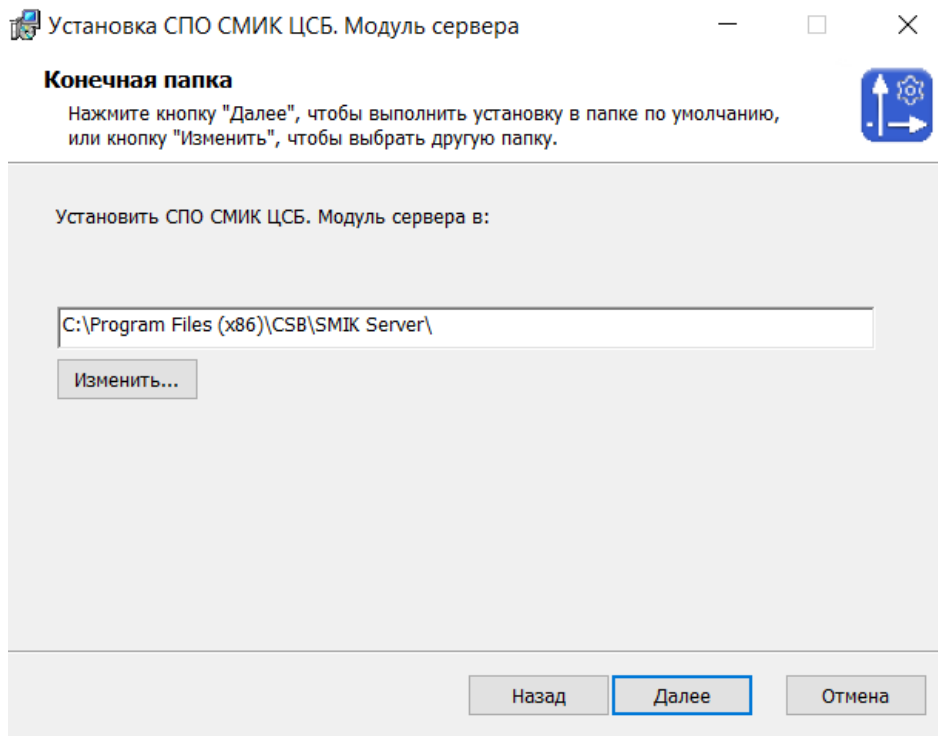 Установка СПО СМИК ЦСБ. Модуль сервера
Конечная папка
Нажмите кнопку "Далее", чтобы выполнить установку в папке по умолчанию,
или кнопку "Изменить", чтобы выбрать другую папку.
Установить СПО СМИК ЦСБ. Модуль сервера в:
C:\Program Files (x86)\CSB\SMIK Server\
Изменить...
Назад
Далее
Отмена